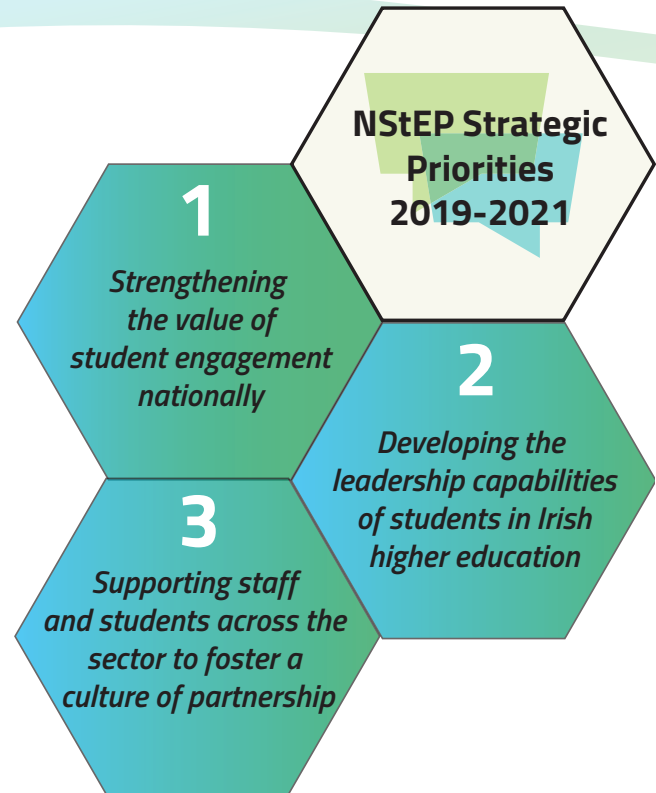 NStEP Strategic
Priorities
2019-2021
1
Strengthening
the value of
student engagement
nationally
2
Developing the
leadership capabilities
of students in Irish
higher education
3
Supporting staff
and students across the
sector to foster a
culture of partnership